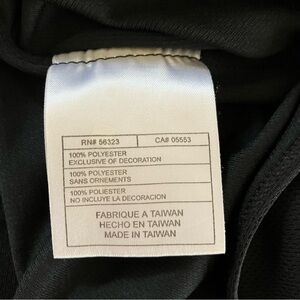 RN# 56323 CA# 05553
100% POLYESTER
EXCLUSIVE OF DECORATION
100% POLYESTER
SANS ORNEMENTS
100% POLIESTER
NO INCLUYE LA DECORACION
FABRIQUE A TAIWAN
HECHO EN TAIWAN
MADE IN TAIWAN